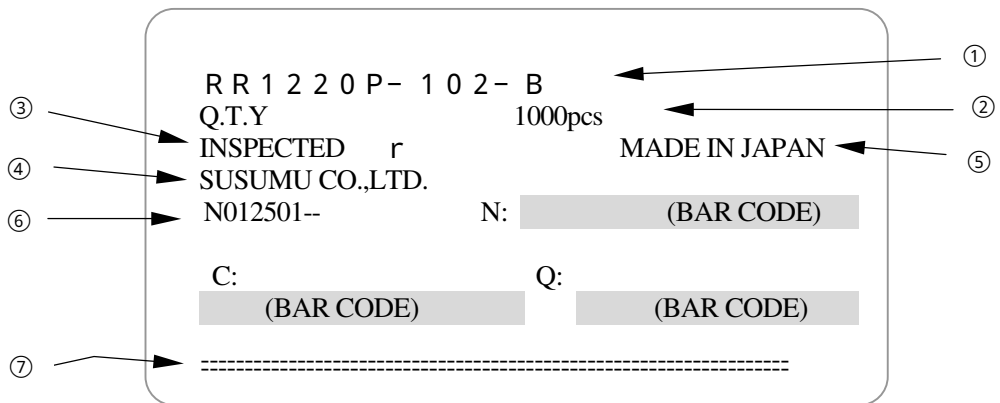 ①
RR1220P-102-B
③ Q.T.Y 1000pcs ②
INSPECTED r MADE IN JAPAN ⑤
④ SUSUMU CO.,LTD.
⑥ N012501-- N: (BAR CODE)
C: Q:
(BAR CODE) (BAR CODE)
⑦